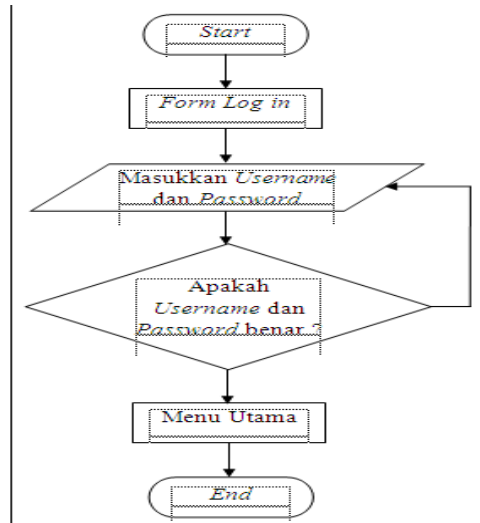 Start
Form Log in
Masukkan Username
dan Password
Apakah
Username dan
Password benar ?
Menu Utama
End